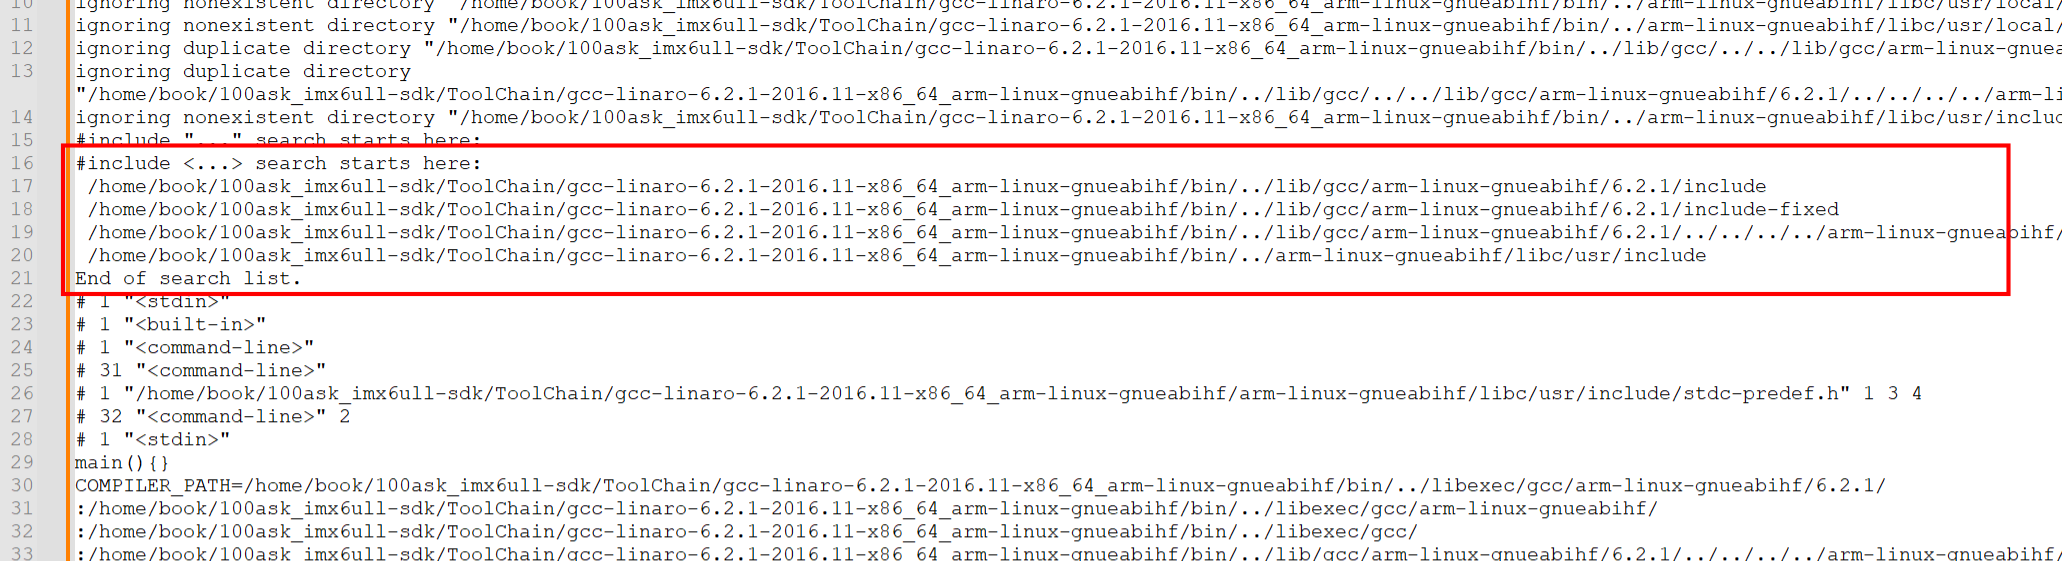 10 ignoring nonexistent directory "/home/book/100ask_imx6ull-sdk/ToolChain/gcc-linaro-6.2.1-2016.11-x86_64_arm-linux-gnueabihf/bin/../arm-linux-gnueabihf/libc/usr/local/
11 ignoring nonexistent directory "/home/book/100ask_imx6ull-sdk/ToolChain/gcc-linaro-6.2.1-2016.11-x86_64_arm-linux-gnueabihf/bin/../arm-linux-gnueabihf/libc/usr/local/
12 ignoring duplicate directory "/home/book/100ask_imx6ull-sdk/ToolChain/gcc-linaro-6.2.1-2016.11-x86_64_arm-linux-gnueabihf/bin/../lib/gcc/../../lib/gcc/arm-linux-gnuea
13 ignoring duplicate directory
"/home/book/100ask_imx6ull-sdk/ToolChain/gcc-linaro-6.2.1-2016.11-x86_64_arm-linux-gnueabihf/bin/../lib/gcc/../../lib/gcc/arm-linux-gnueabihf/6.2.1/../../../../arm-li
14 ignoring nonexistent directory "/home/book/100ask_imx6ull-sdk/ToolChain/gcc-linaro-6.2.1-2016.11-x86_64_arm-linux-gnueabihf/bin/../arm-linux-gnueabihf/libc/usr/includ
15 #include "..." search starts here:
16 #include <...> search starts here:
17 /home/book/100ask_imx6ull-sdk/ToolChain/gcc-linaro-6.2.1-2016.11-x86_64_arm-linux-gnueabihf/bin/../lib/gcc/arm-linux-gnueabihf/6.2.1/include
18 /home/book/100ask_imx6ull-sdk/ToolChain/gcc-linaro-6.2.1-2016.11-x86_64_arm-linux-gnueabihf/bin/../lib/gcc/arm-linux-gnueabihf/6.2.1/include-fixed
19 /home/book/100ask_imx6ull-sdk/ToolChain/gcc-linaro-6.2.1-2016.11-x86_64_arm-linux-gnueabihf/bin/../lib/gcc/arm-linux-gnueabihf/6.2.1/../../../../arm-linux-gnueabihf/
20 /home/book/100ask_imx6ull-sdk/ToolChain/gcc-linaro-6.2.1-2016.11-x86_64_arm-linux-gnueabihf/bin/../arm-linux-gnueabihf/libc/usr/include
21 End of search list.
22 # 1 "<stdin>"
23 # 1 "<built-in>"
24 # 1 "<command-line>"
25 # 31 "<command-line>"
26 # 1 "/home/book/100ask_imx6ull-sdk/ToolChain/gcc-linaro-6.2.1-2016.11-x86_64_arm-linux-gnueabihf/arm-linux-gnueabihf/libc/usr/include/stdc-predef.h" 1 3 4
27 # 32 "<command-line>" 2
28 # 1 "<stdin>"
29 main(){}
30 COMPILER_PATH=/home/book/100ask_imx6ull-sdk/ToolChain/gcc-linaro-6.2.1-2016.11-x86_64_arm-linux-gnueabihf/bin/../libexec/gcc/arm-linux-gnueabihf/6.2.1/
31 :/home/book/100ask_imx6ull-sdk/ToolChain/gcc-linaro-6.2.1-2016.11-x86_64_arm-linux-gnueabihf/bin/../libexec/gcc/arm-linux-gnueabihf/
32 :/home/book/100ask_imx6ull-sdk/ToolChain/gcc-linaro-6.2.1-2016.11-x86_64_arm-linux-gnueabihf/bin/../libexec/gcc/
33 :/home/book/100ask_imx6ull-sdk/ToolChain/gcc-linaro-6.2.1-2016.11-x86_64_arm-linux-gnueabihf/bin/../lib/gcc/arm-linux-gnueabihf/6.2.1/../../../../arm-linux-gnueabihf/